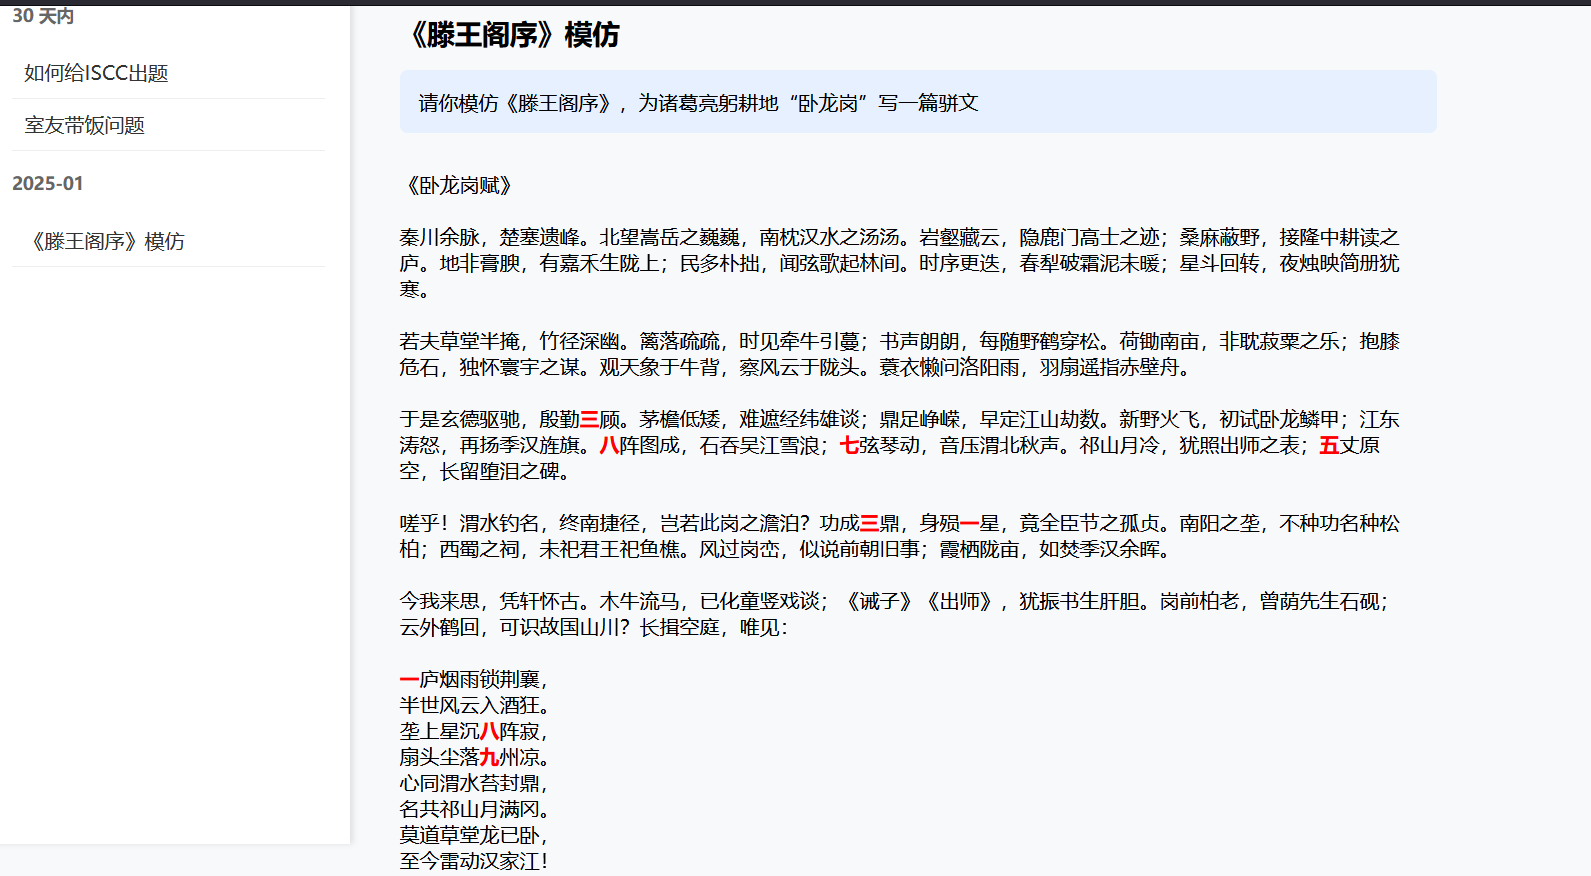 30 天内
如何给ISCC出题
室友带饭问题
2025-01
《滕王阁序》模仿
《滕王阁序》模仿
请你模仿《滕王阁序》，为诸葛亮躬耕地“卧龙岗”写一篇骈文
《卧龙岗赋》
秦川余脉，楚塞遗峰。北望嵩岳之巍巍，南枕汉水之汤汤。岩壑藏云，隐鹿门高士之迹；桑麻蔽野，接隆中耕读之
庐。地非膏腴，有嘉禾生陇上；民多朴拙，闻弦歌起林间。时序更迭，春犁破霜泥未暖；星斗回转，夜烛映简册犹
寒。
若夫草堂半掩，竹径深幽。篱落疏疏，时见牵牛引蔓；书声朗朗，每随野鹤穿松。荷锄南亩，非耽菽粟之乐；抱膝
危石，独怀寰宇之谋。观天象于牛背，察风云于陇头。蓑衣懒问洛阳雨，羽扇遥指赤壁舟。
于是玄德驱驰，殷勤三顾。茅檐低矮，难遮经纬雄谈；鼎足峥嵘，早定江山劫数。新野火飞，初试卧龙鳞甲；江东
涛怒，再扬季汉旌旗。八阵图成，石吞吴江雪浪；七弦琴动，音压渭北秋声。祁山月冷，犹照出师之表；五丈原
空，长留堕泪之碑。
嗟乎！渭水钓名，终南捷径，岂若此岗之澹泊？功成三鼎，身殒一星，竟全臣节之孤贞。南阳之垄，不种功名种松
柏；西蜀之祠，未祀君王祀鱼樵。风过岗峦，似说前朝旧事；霞栖陇亩，如焚季汉余晖。
今我来思，凭轩怀古。木牛流马，已化童竖戏谈；《诫子》《出师》，犹振书生肝胆。岗前柏老，曾荫先生石砚；
云外鹤回，可识故国山川？长揖空庭，唯见：
一庐烟雨锁荆襄，
半世风云入酒狂。
垄上星沉八阵寂，
扇头尘落九州凉。
心同渭水苔封鼎，
名共祁山月满冈。
莫道草堂龙已卧，
至今雷动汉家江！